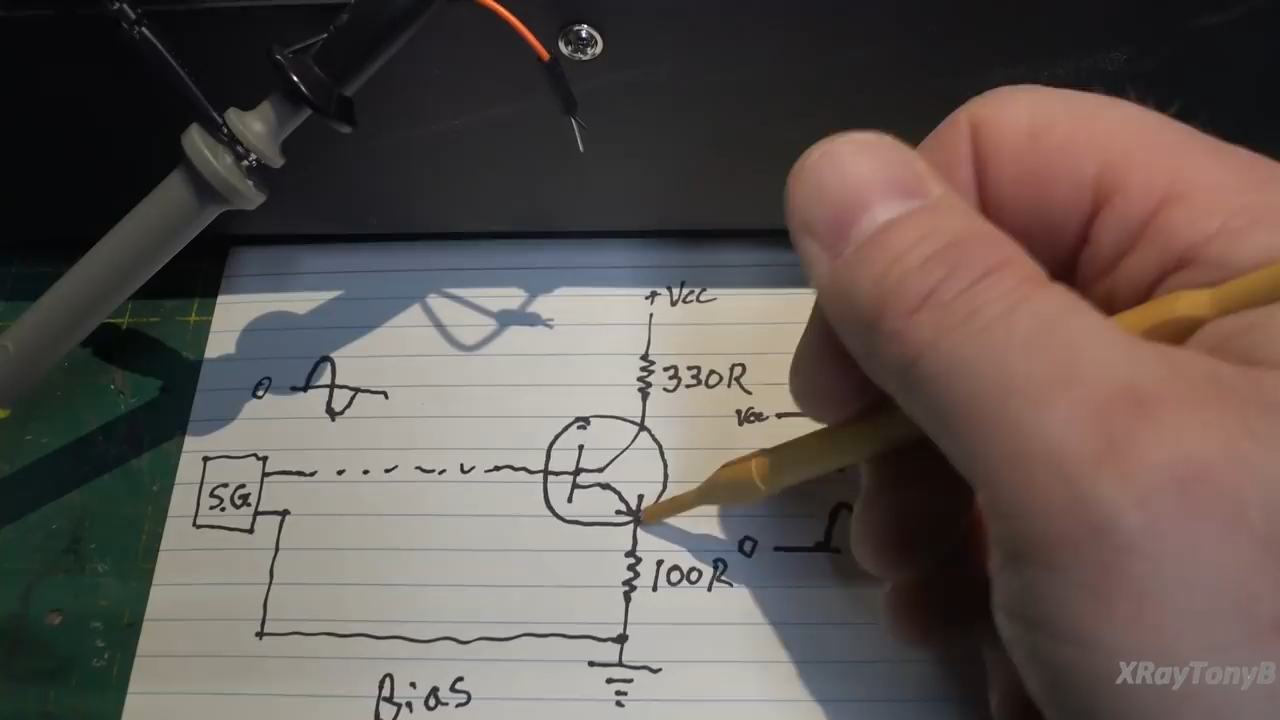 +Vcc
330R
Vcc
0
S.G.
0
100R
Bias
XRayTonyB